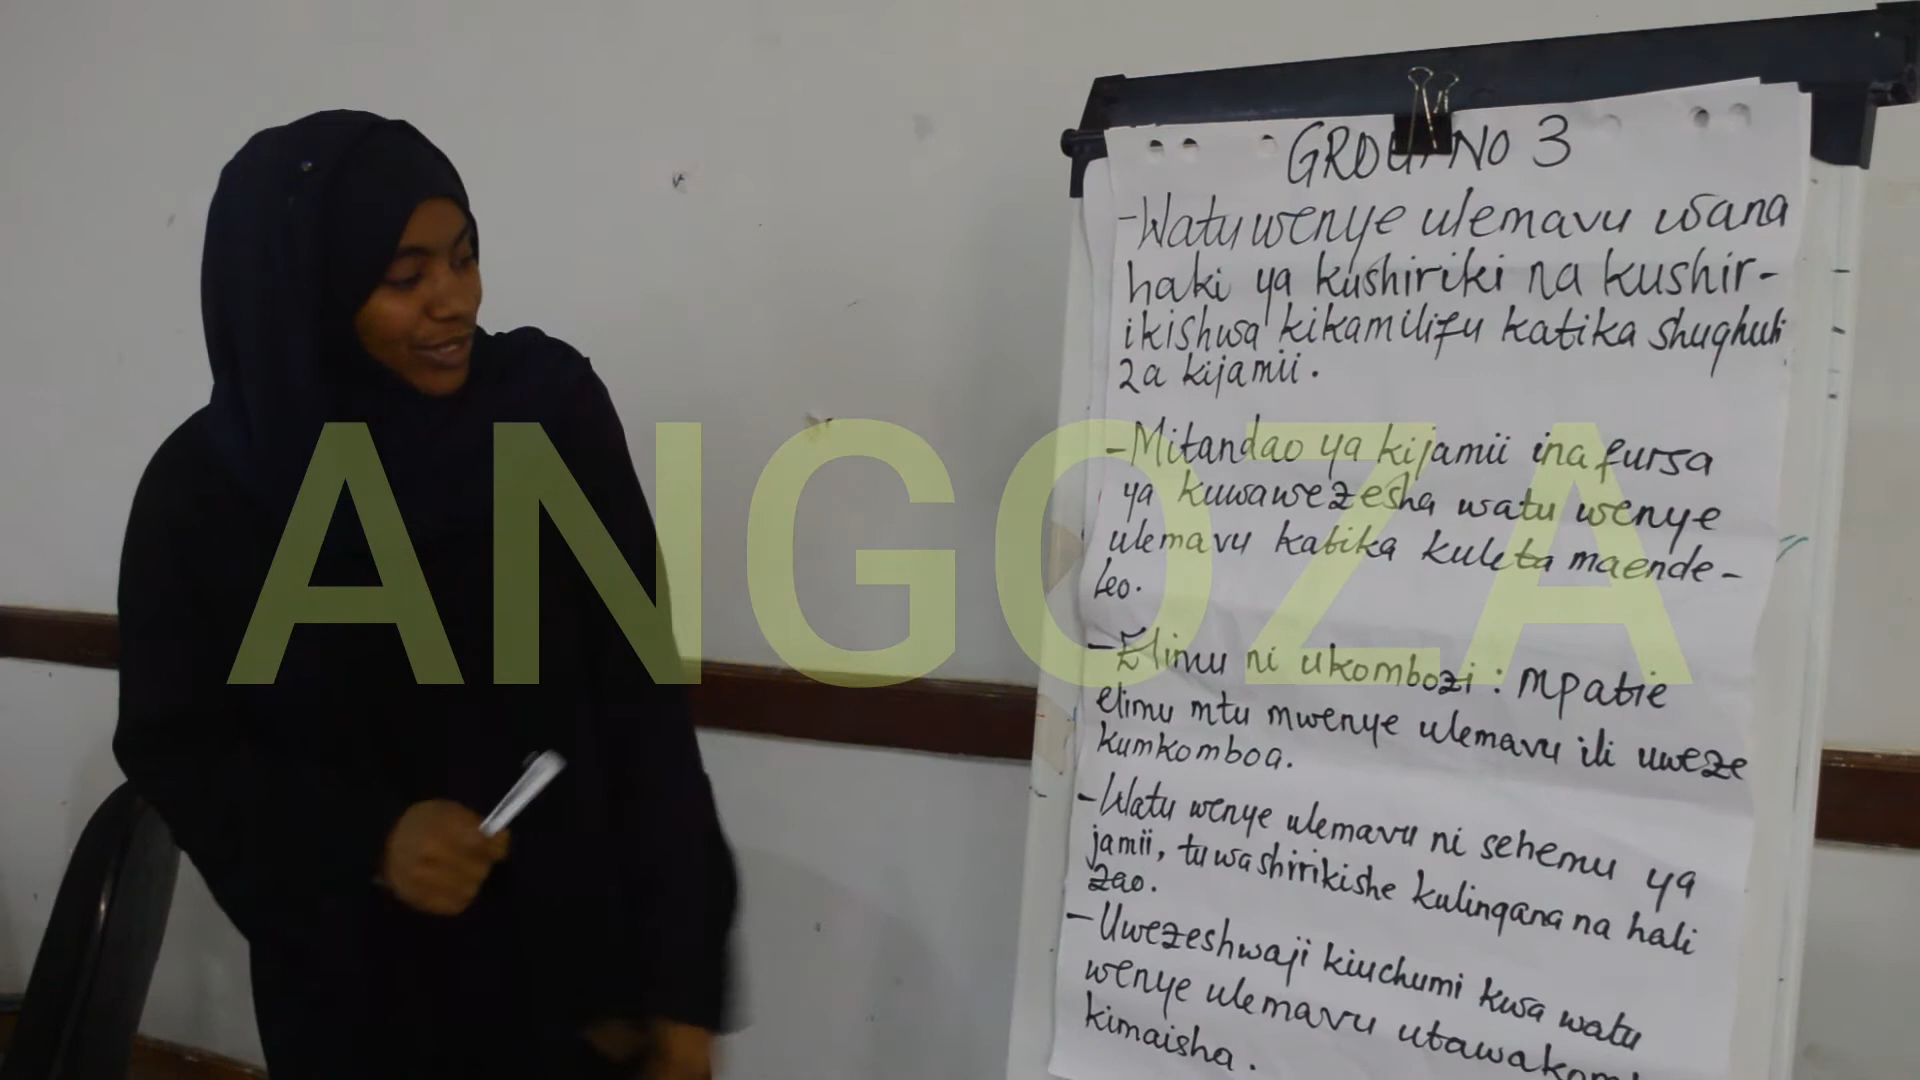 GROUP NO 3
- Watu wenye ulemavu wana
haki ya kushiriki na kushir-
ikishwa kikamilifu katika shughuli
za kijamii.
- Mitandao ya kijamii ina fursa
ya kuwawezesha watu wenye
ulemavu katika kuleta maende-
leo.
- Elimu ni ukombozi : Mpatie
elimu mtu mwenye ulemavu ili uweze
kumkomboa.
- Watu wenye ulemavu ni sehemu ya
jamii, tuwashirikishe kulingana na hali
zao.
- Uwezeshwaji kiuchumi kwa watu
wenye ulemavu
kimaisha.
ANGOZA